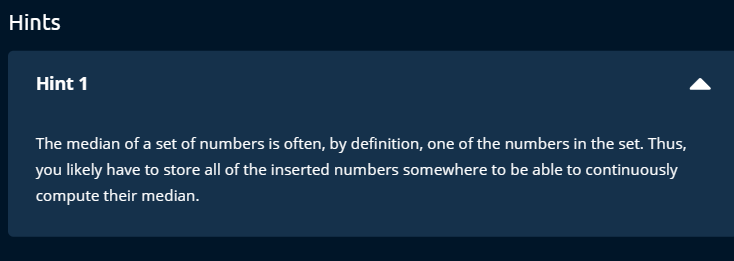 Hints
Hint 1
The median of a set of numbers is often, by definition, one of the numbers in the set. Thus,
you likely have to store all of the inserted numbers somewhere to be able to continuously
compute their median.